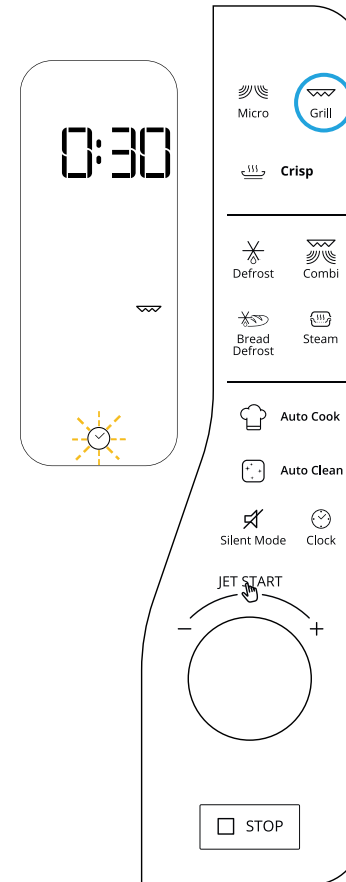 0:30
Micro
Grill
Crisp
Defrost
Combi
Bread
Defrost
Steam
Auto Cook
Auto Clean
Silent Mode
Clock
JET START
− +
STOP